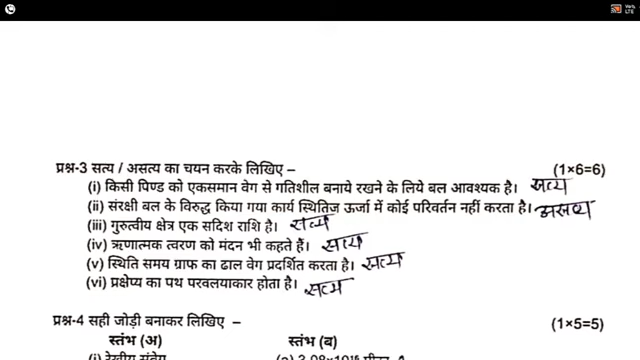 प्रश्न-3 सत्य / असत्य का चयन करके लिखिए – (1×6=6)
(i) किसी पिण्ड को एकसमान वेग से गतिशील बनाये रखने के लिये बल आवश्यक है। सत्य
(ii) संरक्षी बल के विरुद्ध किया गया कार्य स्थितिज ऊर्जा में कोई परिवर्तन नहीं करता है। असत्य
(iii) गुरुत्वीय क्षेत्र एक सदिश राशि है। सत्य
(iv) ऋणात्मक त्वरण को मंदन भी कहते हैं। सत्य
(v) स्थिति समय ग्राफ का ढाल वेग प्रदर्शित करता है। सत्य
(vi) प्रक्षेप्य का पथ परवलयाकार होता है। सत्य
प्रश्न-4 सही जोड़ी बनाकर लिखिए – (1×5=5)
स्तंभ (अ) स्तंभ (ब)
(i) रेखीय संवेग